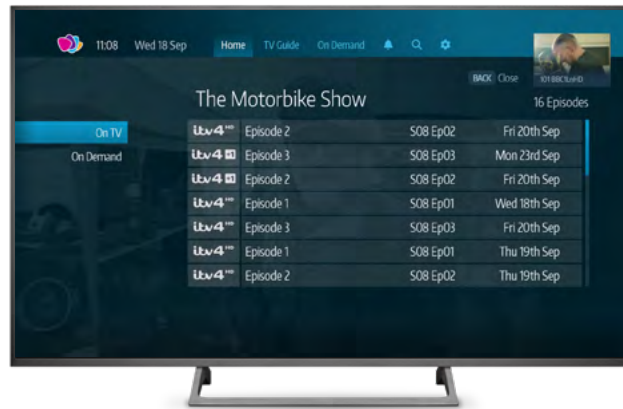 11:08 Wed 18 Sep Home TV Guide On Demand
BACK Close
101 BBC1LonHD
The Motorbike Show 16 Episodes
On TV
On Demand
itv4 HD Episode 2 S08 Ep02 Fri 20th Sep
itv4 +1 Episode 3 S08 Ep03 Mon 23rd Sep
itv4 +1 Episode 2 S08 Ep02 Fri 20th Sep
itv4 HD Episode 1 S08 Ep01 Wed 18th Sep
itv4 HD Episode 3 S08 Ep03 Fri 20th Sep
itv4 HD Episode 1 S08 Ep01 Thu 19th Sep
itv4 HD Episode 2 S08 Ep02 Thu 19th Sep